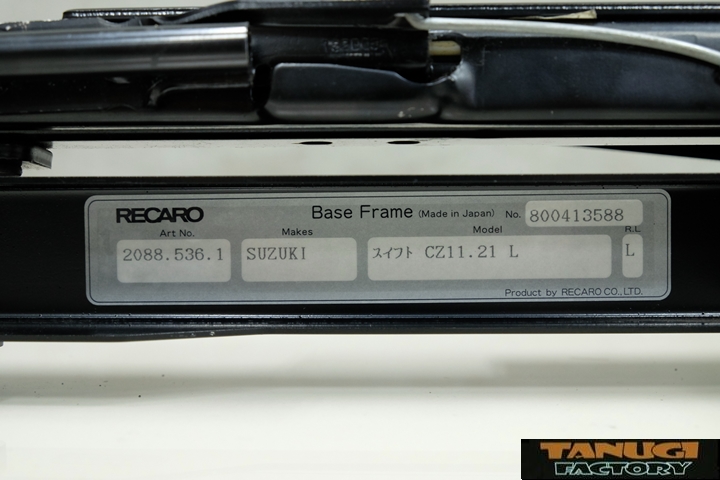 RECARO Base Frame (Made in Japan) No. 800413588
Art No. Makes Model R.L
2088.536.1 SUZUKI スイフト CZ11.21 L L
Product by RECARO CO.,LTD.
TANUGI
FACTORY